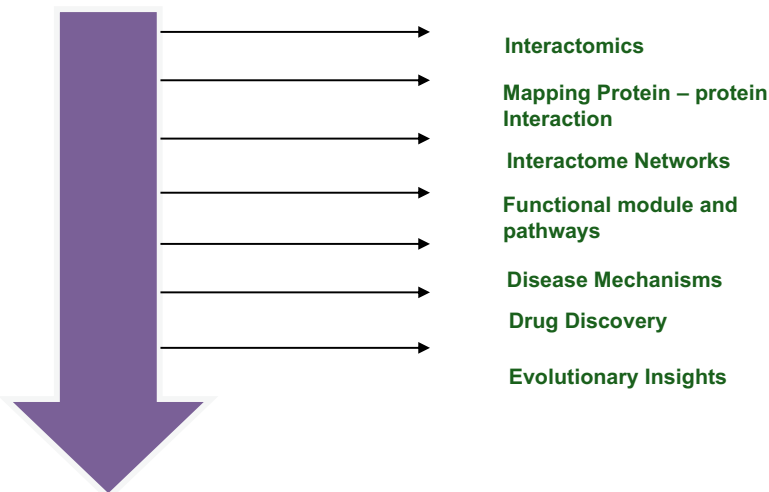 Interactomics
Mapping Protein – protein
Interaction
Interactome Networks
Functional module and
pathways
Disease Mechanisms
Drug Discovery
Evolutionary Insights